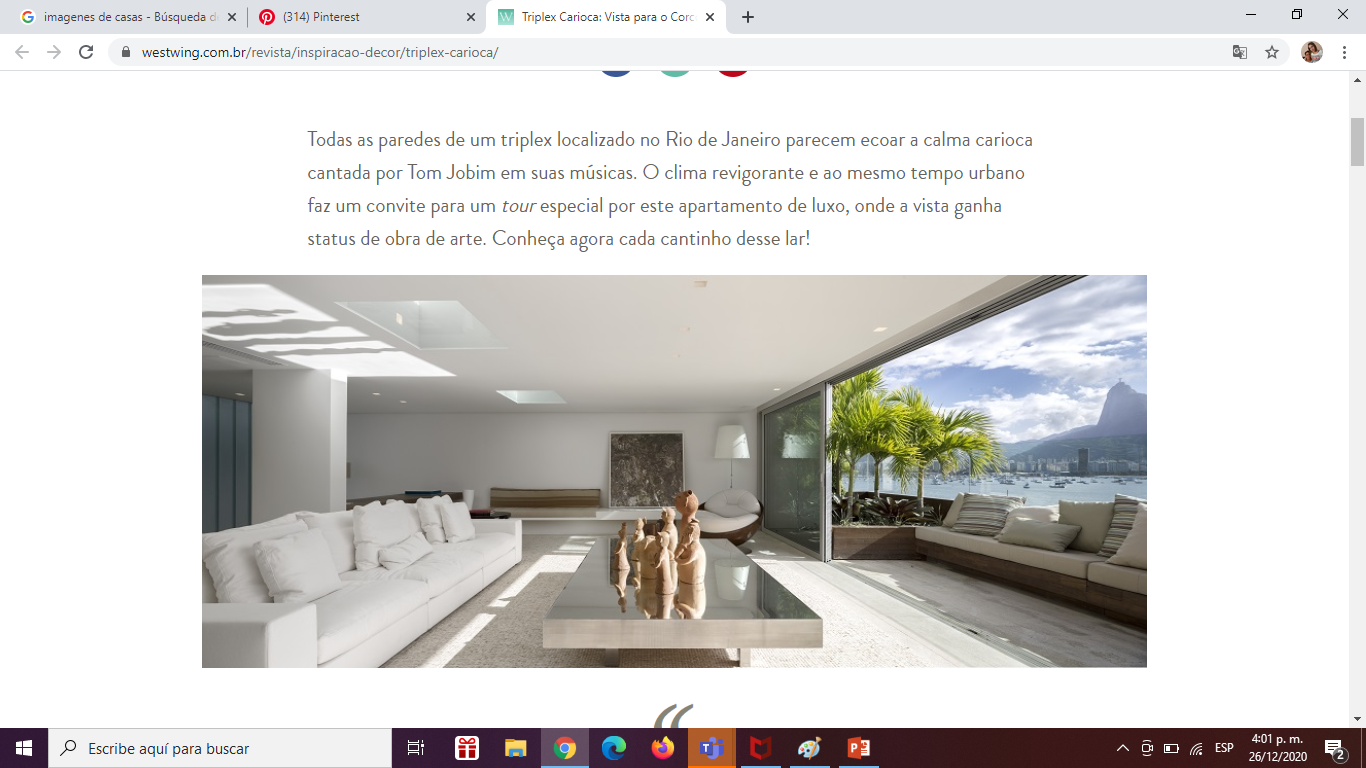 imagenes de casas - Búsqueda d
(314) Pinterest
Triplex Carioca: Vista para o Corc
westwing.com.br/revista/inspiracao-decor/triplex-carioca/
Todas as paredes de um triplex localizado no Rio de Janeiro parecem ecoar a calma carioca
cantada por Tom Jobim em suas músicas. O clima revigorante e ao mesmo tempo urbano
faz um convite para um tour especial por este apartamento de luxo, onde a vista ganha
status de obra de arte. Conheça agora cada cantinho desse lar!
“
Escribe aquí para buscar
ESP
4:01 p. m.
26/12/2020
2